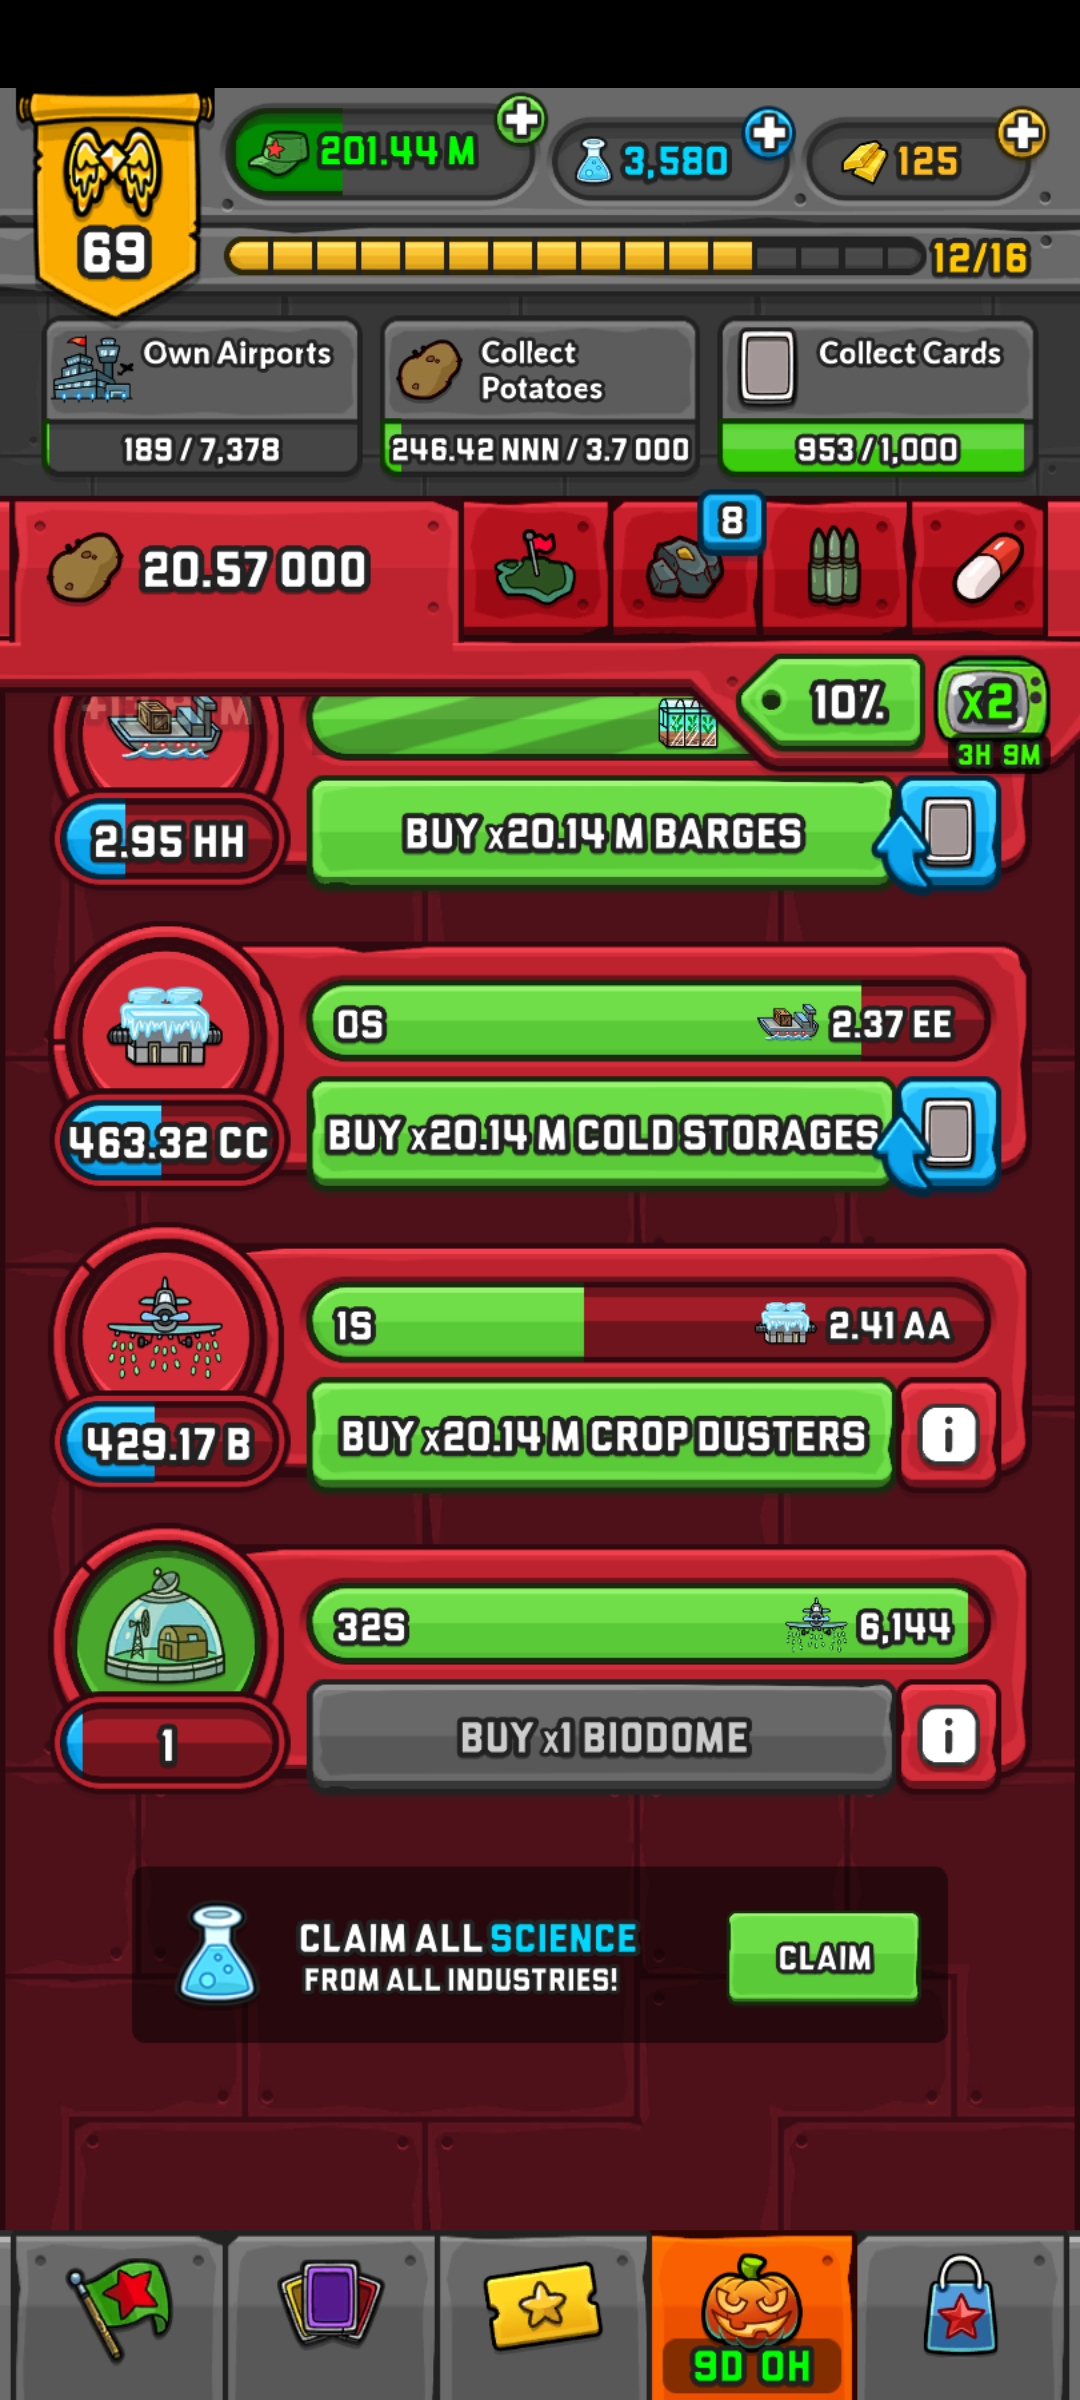 69
201.44 M
3,580
125
12/16
Own Airports
189 / 7,378
Collect
Potatoes
246.42 NNN / 3.7 OOO
Collect Cards
953 / 1,000
20.57 OOO
8
10%
x2
3H 9M
2.95 HH
BUY x20.14 M BARGES
0S
2.37 EE
463.32 CC
BUY x20.14 M COLD STORAGES
1S
2.41 AA
429.17 B
BUY x20.14 M CROP DUSTERS
32S
6,144
1
BUY x1 BIODOME
CLAIM ALL SCIENCE
FROM ALL INDUSTRIES!
CLAIM
9D 0H